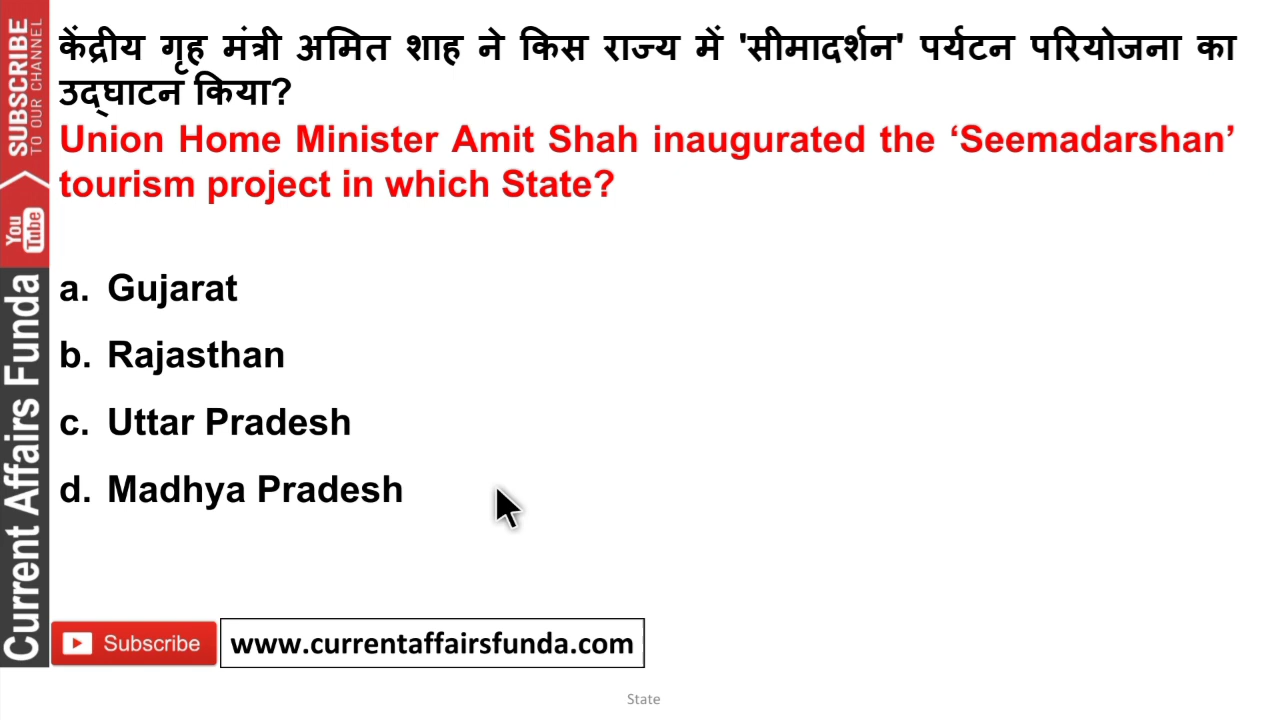 केंद्रीय गृह मंत्री अमित शाह ने किस राज्य में 'सीमादर्शन' पर्यटन परियोजना का
उद्घाटन किया?
Union Home Minister Amit Shah inaugurated the ‘Seemadarshan’
tourism project in which State?
a. Gujarat
b. Rajasthan
c. Uttar Pradesh
d. Madhya Pradesh
SUBSCRIBE
TO OUR CHANNEL
You
Tube
Current Affairs Funda
Subscribe
www.currentaffairsfunda.com
State